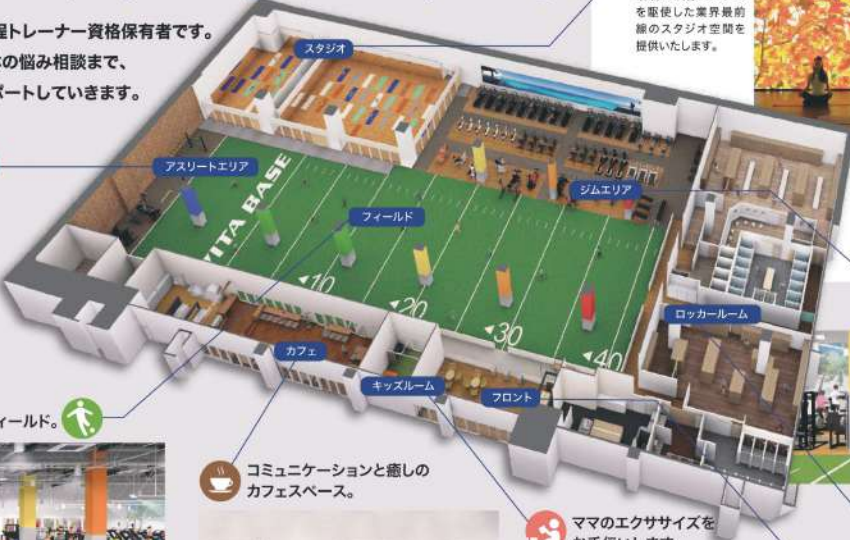 程トレーナー資格保有者です。
の悩み相談まで、
ポートしていきます。
を駆使した業界最前
線のスタジオ空間を
提供いたします。
スタジオ
アスリートエリア
VITA BASE
フィールド
ジムエリア
◀10
◀20
◀30
◀40
ロッカールーム
カフェ
キッズルーム
フロント
ィールド。
コミュニケーションと癒しの
カフェスペース。
ママのエクササイズを